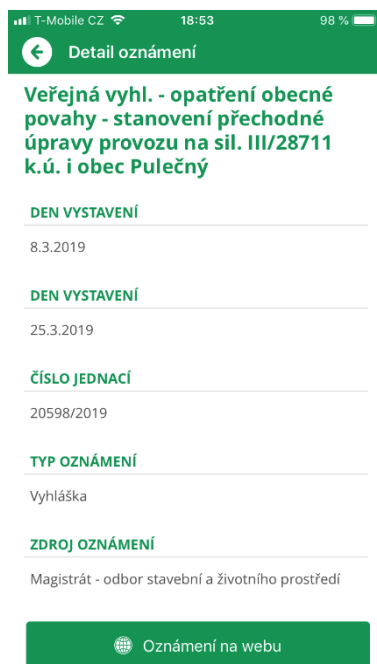 T-Mobile CZ 18:53 98 %
Detail oznámení
Veřejná vyhl. - opatření obecné
povahy - stanovení přechodné
úpravy provozu na sil. III/28711
k.ú. i obec Pulečný
DEN VYSTAVENÍ
8.3.2019
DEN VYSTAVENÍ
25.3.2019
ČÍSLO JEDNACÍ
20598/2019
TYP OZNÁMENÍ
Vyhláška
ZDROJ OZNÁMENÍ
Magistrát - odbor stavební a životního prostředí
Oznámení na webu